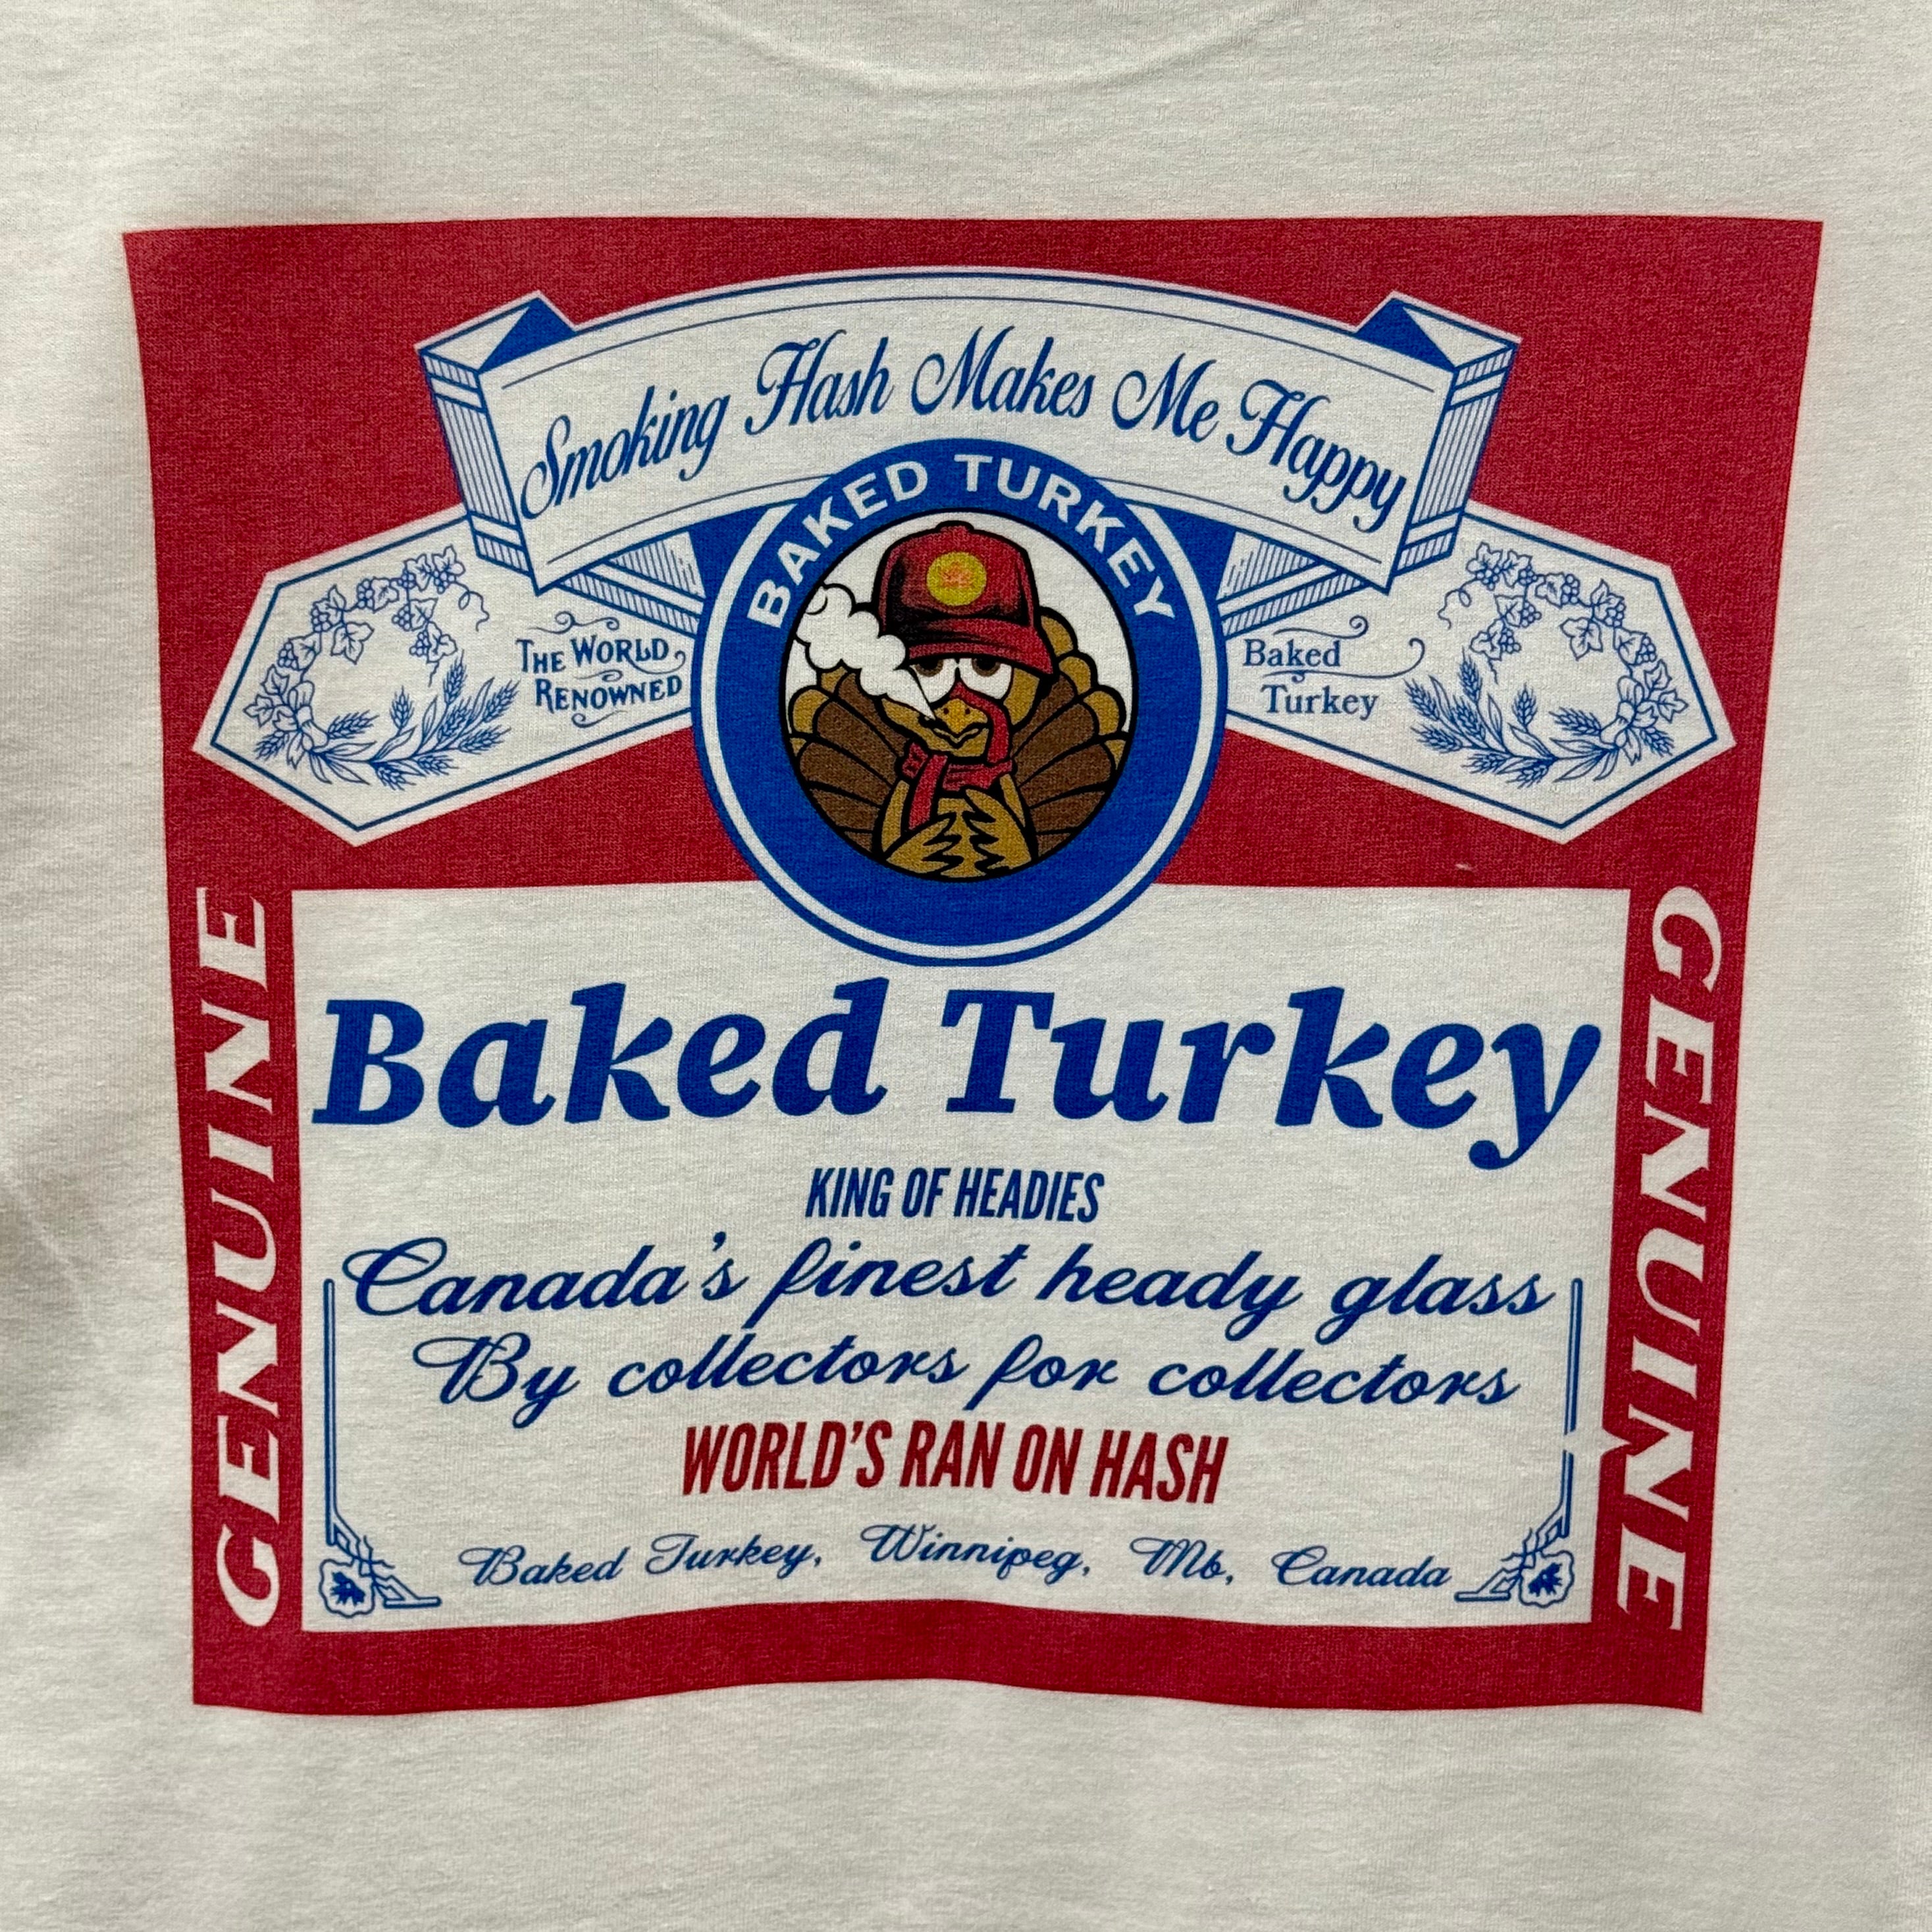 Smoking Hash Makes Me Happy
BAKED TURKEY
THE WORLD
RENOWNED
Baked
Turkey
GENUINE
GENUINE
Baked Turkey
KING OF HEADIES
Canada's finest heady glass
By collectors for collectors
WORLD'S RAN ON HASH
Baked Turkey, Winnipeg, Mb, Canada